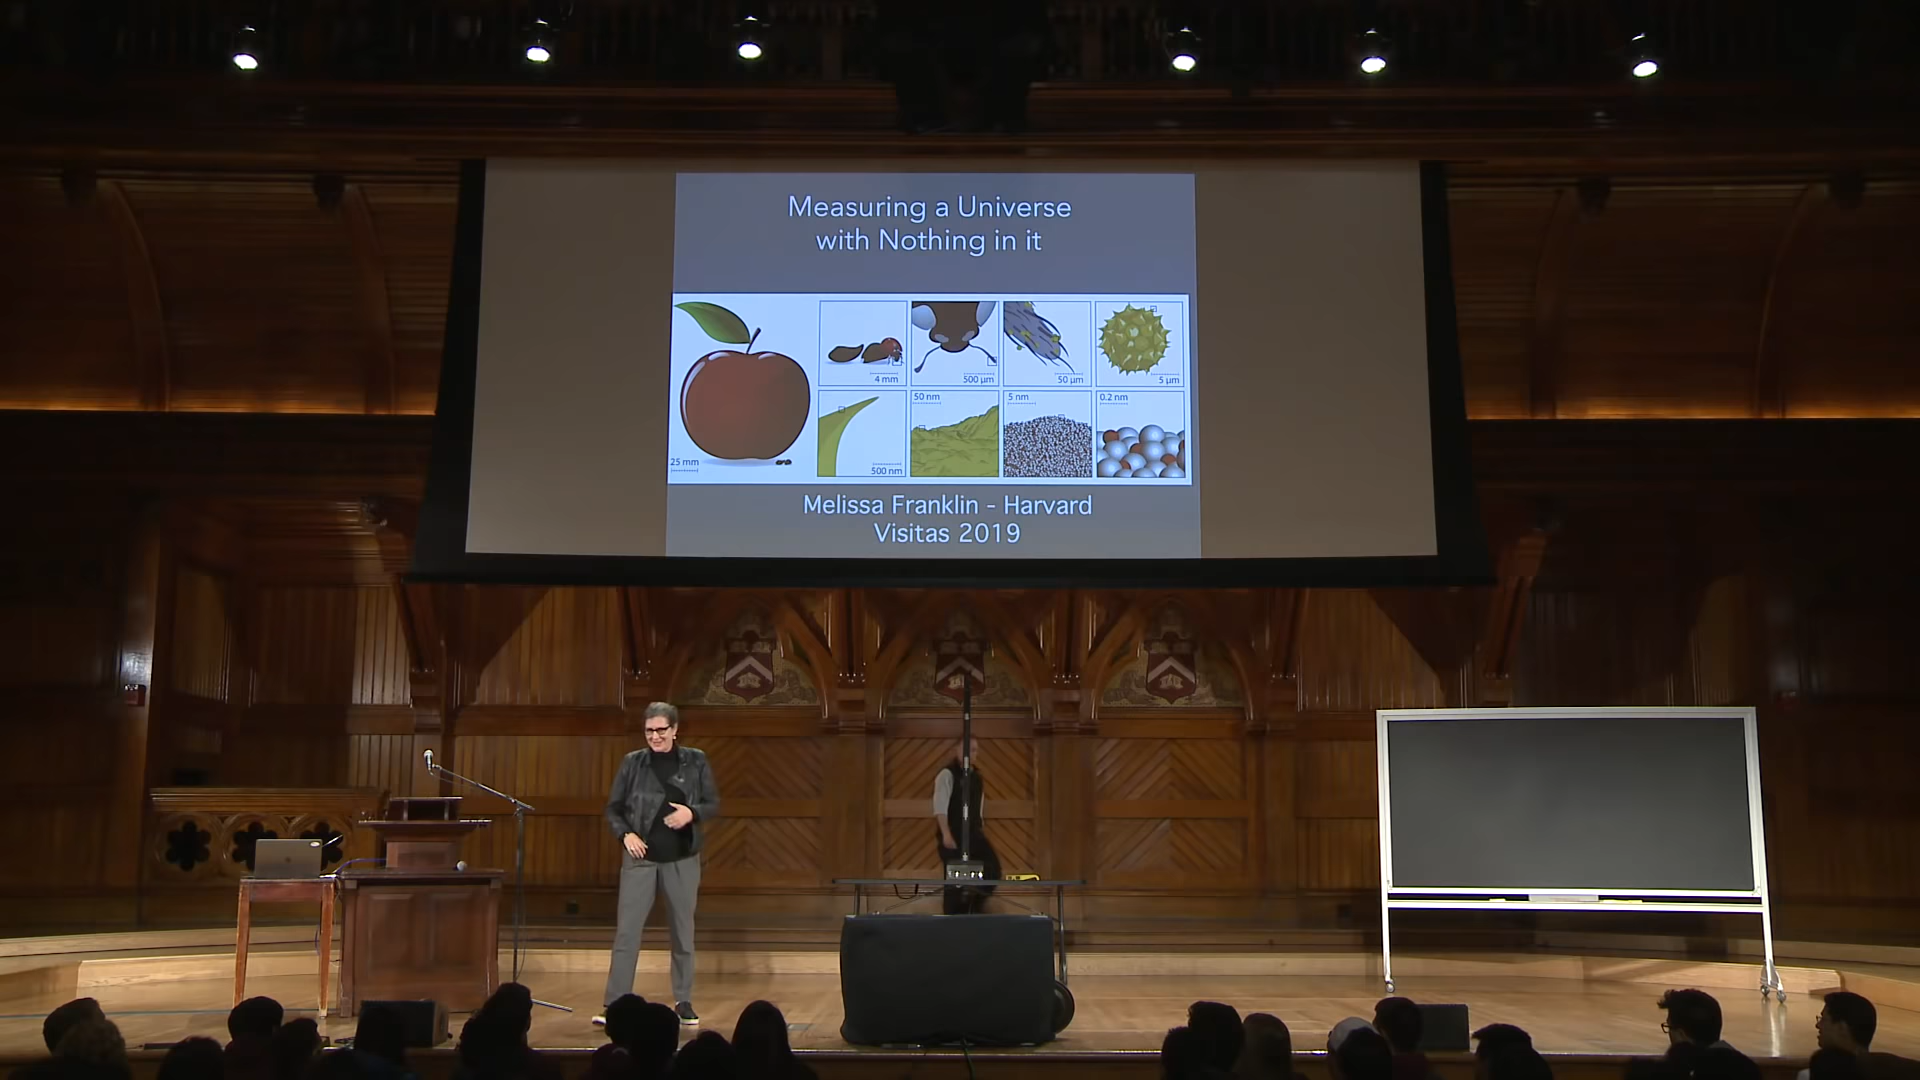 Measuring a Universe
with Nothing in it
25 mm
4 mm
500 µm
50 µm
5 µm
500 nm
50 nm
5 nm
0.2 nm
Melissa Franklin - Harvard
Visitas 2019